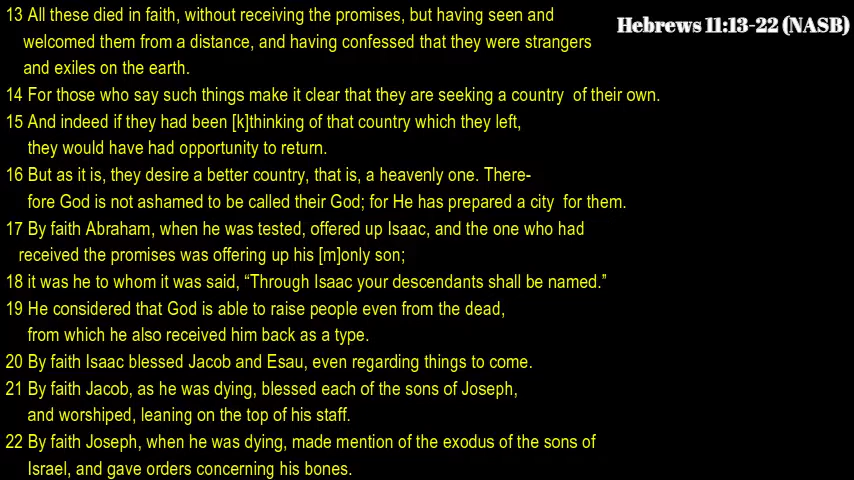 Hebrews 11:13-22 (NASB)
13 All these died in faith, without receiving the promises, but having seen and
welcomed them from a distance, and having confessed that they were strangers
and exiles on the earth.
14 For those who say such things make it clear that they are seeking a country of their own.
15 And indeed if they had been [k]thinking of that country which they left,
they would have had opportunity to return.
16 But as it is, they desire a better country, that is, a heavenly one. There-
fore God is not ashamed to be called their God; for He has prepared a city for them.
17 By faith Abraham, when he was tested, offered up Isaac, and the one who had
received the promises was offering up his [m]only son;
18 it was he to whom it was said, “Through Isaac your descendants shall be named.”
19 He considered that God is able to raise people even from the dead,
from which he also received him back as a type.
20 By faith Isaac blessed Jacob and Esau, even regarding things to come.
21 By faith Jacob, as he was dying, blessed each of the sons of Joseph,
and worshiped, leaning on the top of his staff.
22 By faith Joseph, when he was dying, made mention of the exodus of the sons of
Israel, and gave orders concerning his bones.